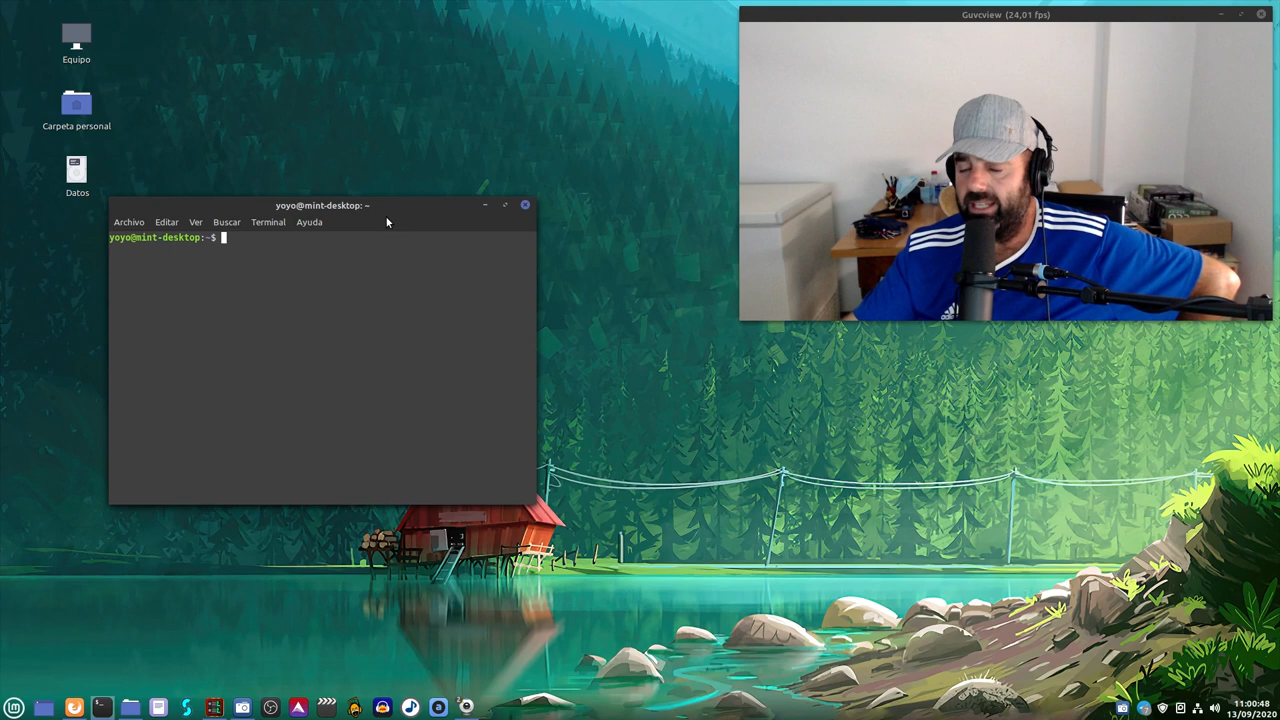 Guvcview (24,01 fps)
Equipo
Carpeta personal
Datos
yoyo@mint-desktop: ~
Archivo Editar Ver Buscar Terminal Ayuda
yoyo@mint-desktop:~$
11:00:48
13/09/2020